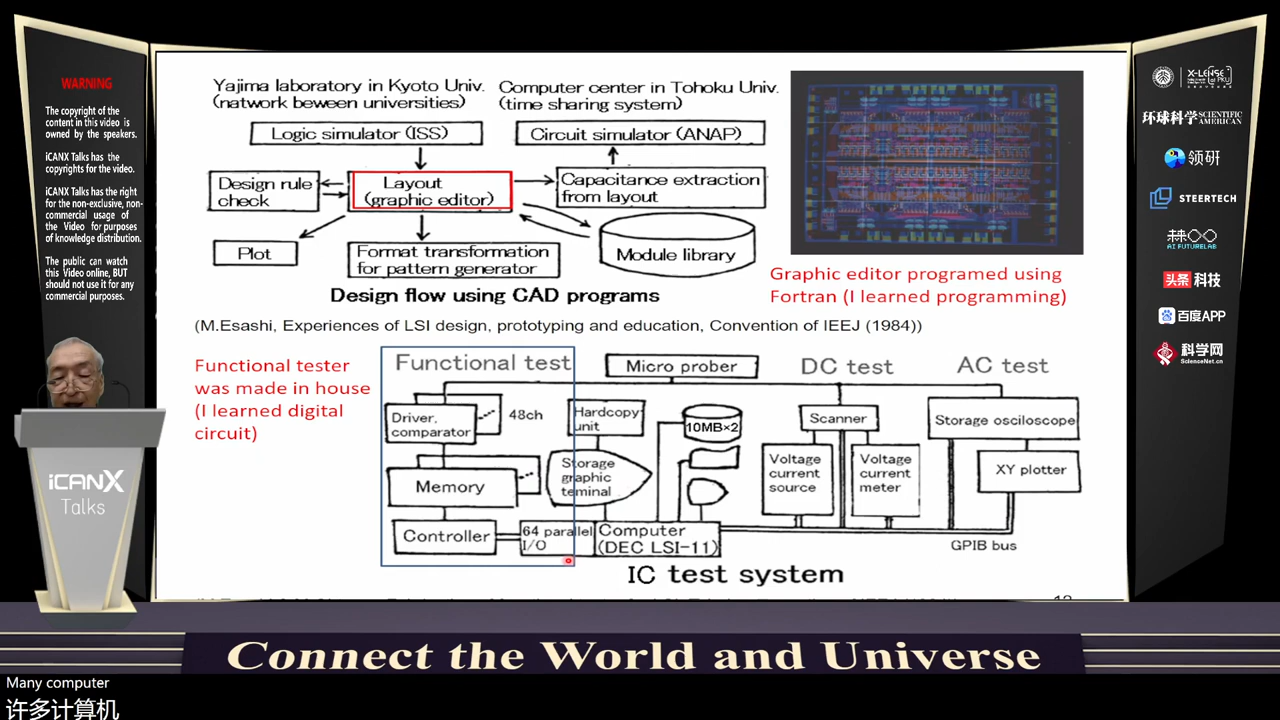 WARNING
The copyright of the
content in this video is
owned by the speakers.
iCANX Talks has the
copyrights for the video.
iCANX Talks has the right
for the non-exclusive, non-
commercial usage of
the Video for purposes
of knowledge distribution.
The public can watch
this Video online, BUT
should not use it for any
commercial purposes.
iCANX
Talks
Yajima laboratory in Kyoto Univ.
(natwork beween universities)
Computer center in Tohoku Univ.
(time sharing system)
Logic simulator (ISS)
Circuit simulator (ANAP)
Design rule
check
Layout
(graphic editor)
Capacitance extraction
from layout
Plot
Format transformation
for pattern generator
Module library
Design flow using CAD programs
Graphic editor programed using
Fortran (I learned programming)
(M.Esashi, Experiences of LSI design, prototyping and education, Convention of IEEJ (1984))
Functional tester
was made in house
(I learned digital
circuit)
Functional test
Micro prober
DC test
AC test
Driver,
comparator
48ch
Hardcopy
unit
10MB×2
Scanner
Storage osciloscope
Memory
Storage
graphic
teminal
Voltage
current
source
Voltage
current
meter
XY plotter
Controller
64 parallel
I/O
Computer
(DEC LSI-11)
GPIB bus
IC test system
X-LENSE
环球科学 SCIENTIFIC AMERICAN
领研
STEERTECH
AI FUTURELAB
头条 科技
百度APP
科学网
ScienceNet.cn
Connect the World and Universe
Many computer
许多计算机